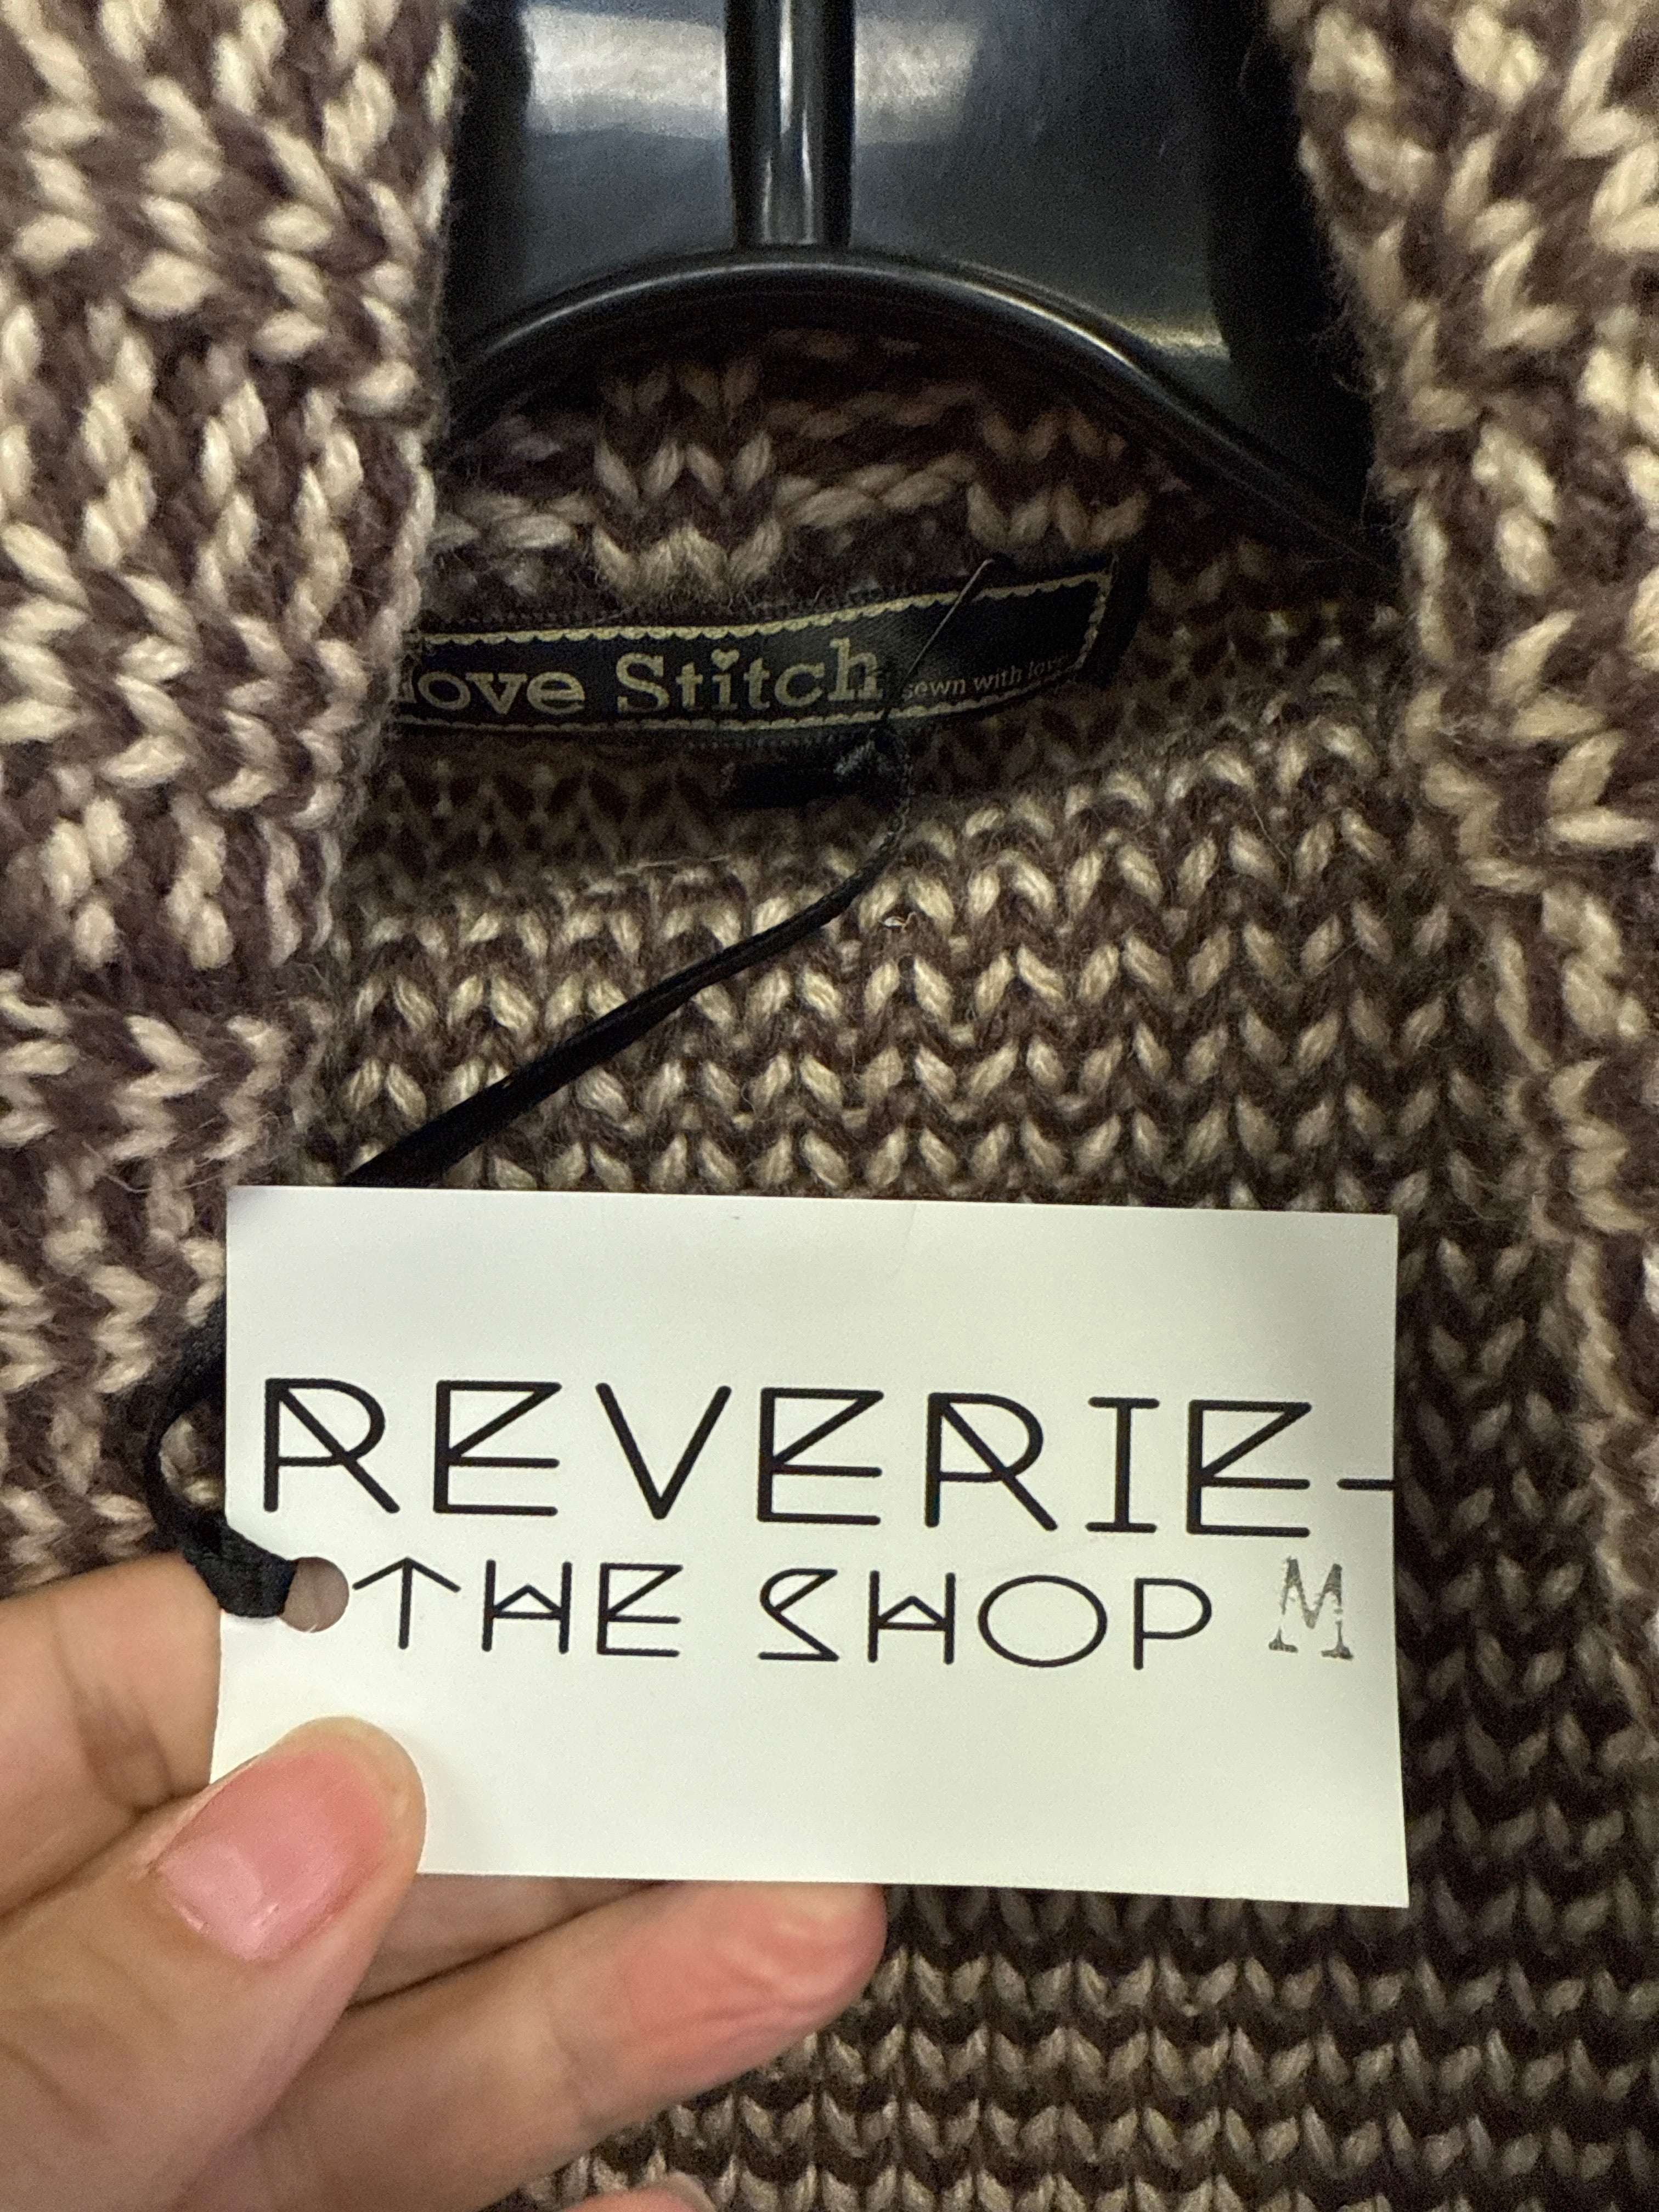 love Stitch sewn with love
REVERIE-
THE SHOP M